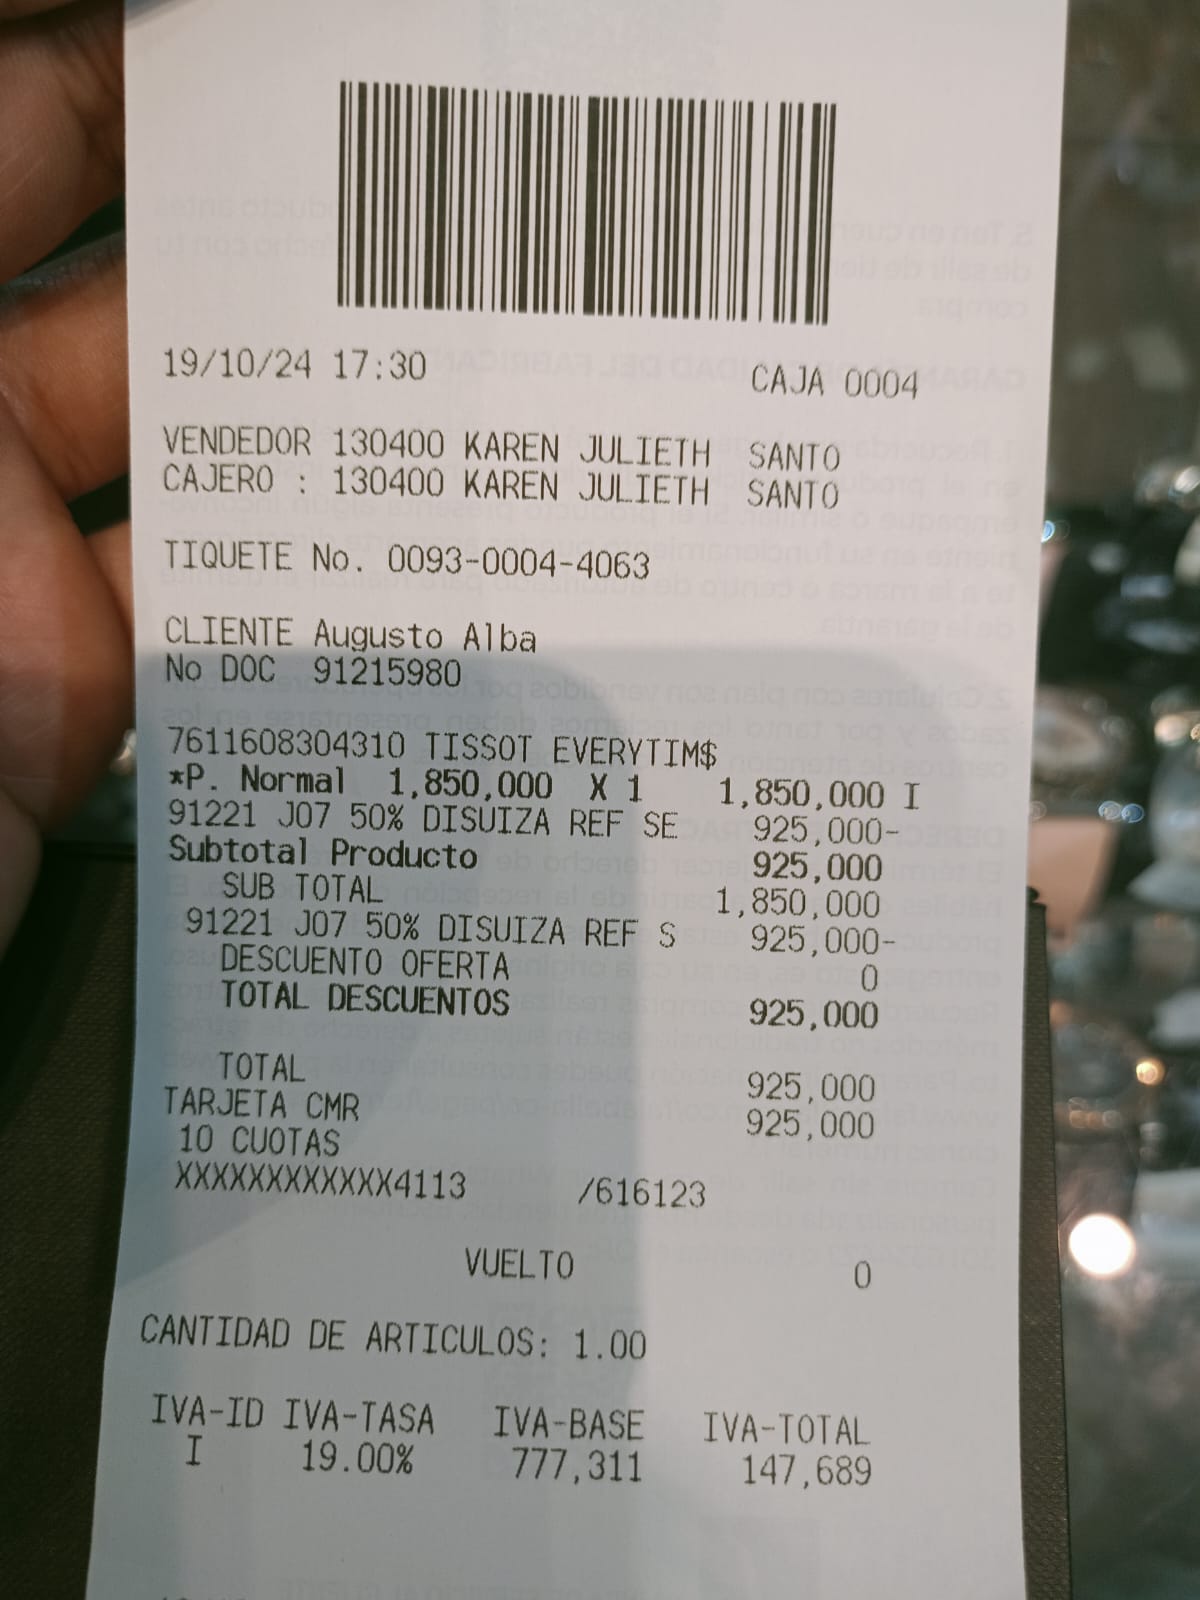 19/10/24 17:30 CAJA 0004
VENDEDOR 130400 KAREN JULIETH SANTO
CAJERO : 130400 KAREN JULIETH SANTO
TIQUETE No. 0093-0004-4063
CLIENTE Augusto Alba
No DOC 91215980
7611608304310 TISSOT EVERYTIM$
*P. Normal 1,850,000 X 1 1,850,000 I
91221 J07 50% DISUIZA REF SE 925,000-
Subtotal Producto 925,000
SUB TOTAL 1,850,000
91221 J07 50% DISUIZA REF S 925,000-
DESCUENTO OFERTA 0
TOTAL DESCUENTOS 925,000
TOTAL 925,000
TARJETA CMR 925,000
10 CUOTAS
XXXXXXXXXXXX4113 /616123
VUELTO 0
CANTIDAD DE ARTICULOS: 1.00
IVA-ID IVA-TASA IVA-BASE IVA-TOTAL
I 19.00% 777,311 147,689